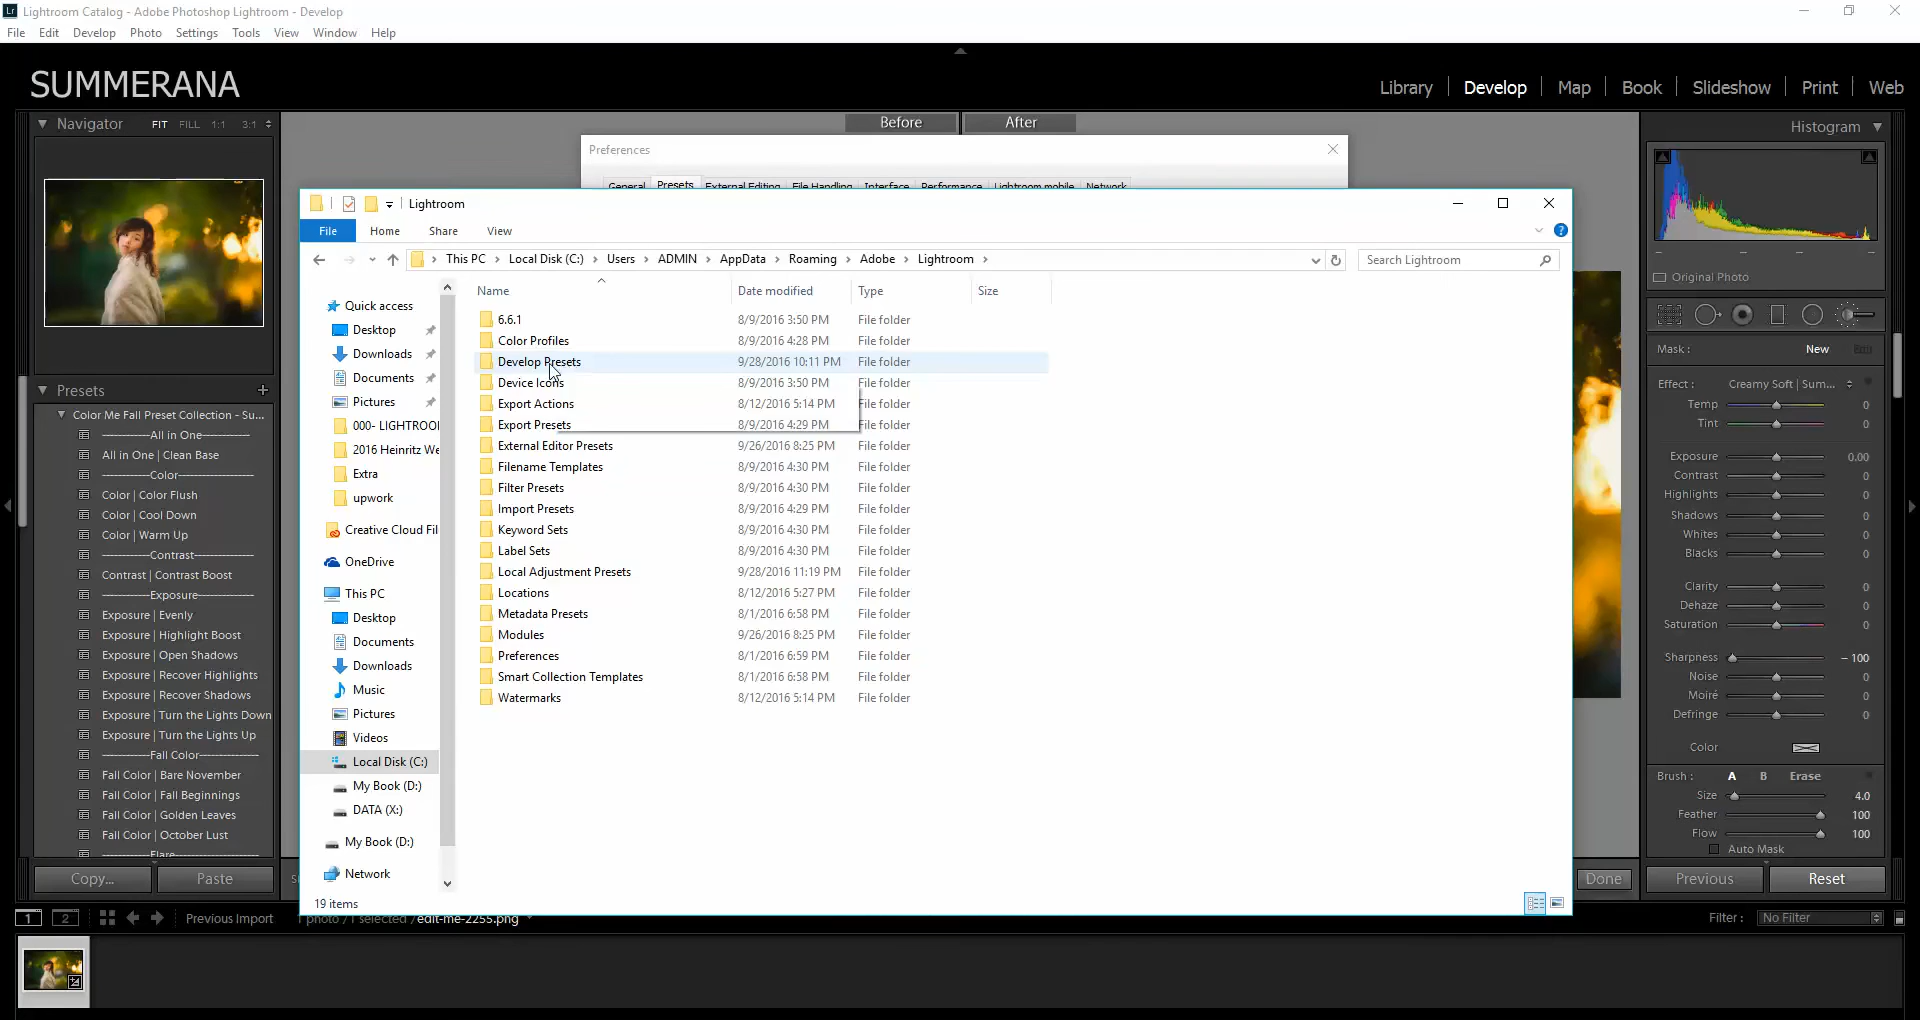 Lightroom Catalog - Adobe Photoshop Lightroom - Develop
File Edit Develop Photo Settings Tools View Window Help
SUMMERANA
Library Develop Map Book Slideshow Print Web
Navigator FIT FILL 1:1 3:1
Before After
Histogram
Preferences
General Presets External Editing File Handling Interface Performance Lightroom mobile Network
Lightroom
File Home Share View
This PC Local Disk (C:) Users ADMIN AppData Roaming Adobe Lightroom
Search Lightroom
Name Date modified Type Size
6.6.1 8/9/2016 3:50 PM File folder
Color Profiles 8/9/2016 4:28 PM File folder
Develop Presets 9/28/2016 10:11 PM File folder
Device Icons 8/9/2016 3:50 PM File folder
Export Actions 8/12/2016 5:14 PM File folder
Export Presets 8/9/2016 4:29 PM File folder
External Editor Presets 9/26/2016 8:25 PM File folder
Filename Templates 8/9/2016 4:30 PM File folder
Filter Presets 8/9/2016 4:30 PM File folder
Import Presets 8/9/2016 4:29 PM File folder
Keyword Sets 8/9/2016 4:30 PM File folder
Label Sets 8/9/2016 4:30 PM File folder
Local Adjustment Presets 9/28/2016 11:19 PM File folder
Locations 8/12/2016 5:27 PM File folder
Metadata Presets 8/1/2016 6:58 PM File folder
Modules 9/26/2016 8:25 PM File folder
Preferences 8/1/2016 6:59 PM File folder
Smart Collection Templates 8/1/2016 6:58 PM File folder
Watermarks 8/12/2016 5:14 PM File folder
19 items
Quick access
Desktop
Downloads
Documents
Pictures
000- LIGHTROO
2016 Heinritz We
Extra
upwork
Creative Cloud Fil
OneDrive
This PC
Desktop
Documents
Downloads
Music
Pictures
Videos
Local Disk (C:)
My Book (D:)
DATA (X:)
My Book (D:)
Network
Presets +
Color Me Fall Preset Collection - Su...
-----------All in One-----------
All in One | Clean Base
-----------Color-----------
Color | Color Flush
Color | Cool Down
Color | Warm Up
-----------Contrast-----------
Contrast | Contrast Boost
-----------Exposure-----------
Exposure | Evenly
Exposure | Highlight Boost
Exposure | Open Shadows
Exposure | Recover Highlights
Exposure | Recover Shadows
Exposure | Turn the Lights Down
Exposure | Turn the Lights Up
-----------Fall Color-----------
Fall Color | Bare November
Fall Color | Fall Beginnings
Fall Color | Golden Leaves
Fall Color | October Lust
-----------Flare-----------
Copy... Paste
Original Photo
Mask : New
Effect : Creamy Soft | Sum...
Temp 0
Tint 0
Exposure 0.00
Contrast 0
Highlights 0
Shadows 0
Whites 0
Blacks 0
Clarity 0
Dehaze 0
Saturation 0
Sharpness – 100
Noise 0
Moiré 0
Defringe 0
Color
Brush : A B Erase
Size 4.0
Feather 100
Flow 100
Auto Mask
Done Previous Reset
1 2 Previous Import 1 photo / 1 selected /edit-me-2255.png
Filter : No Filter